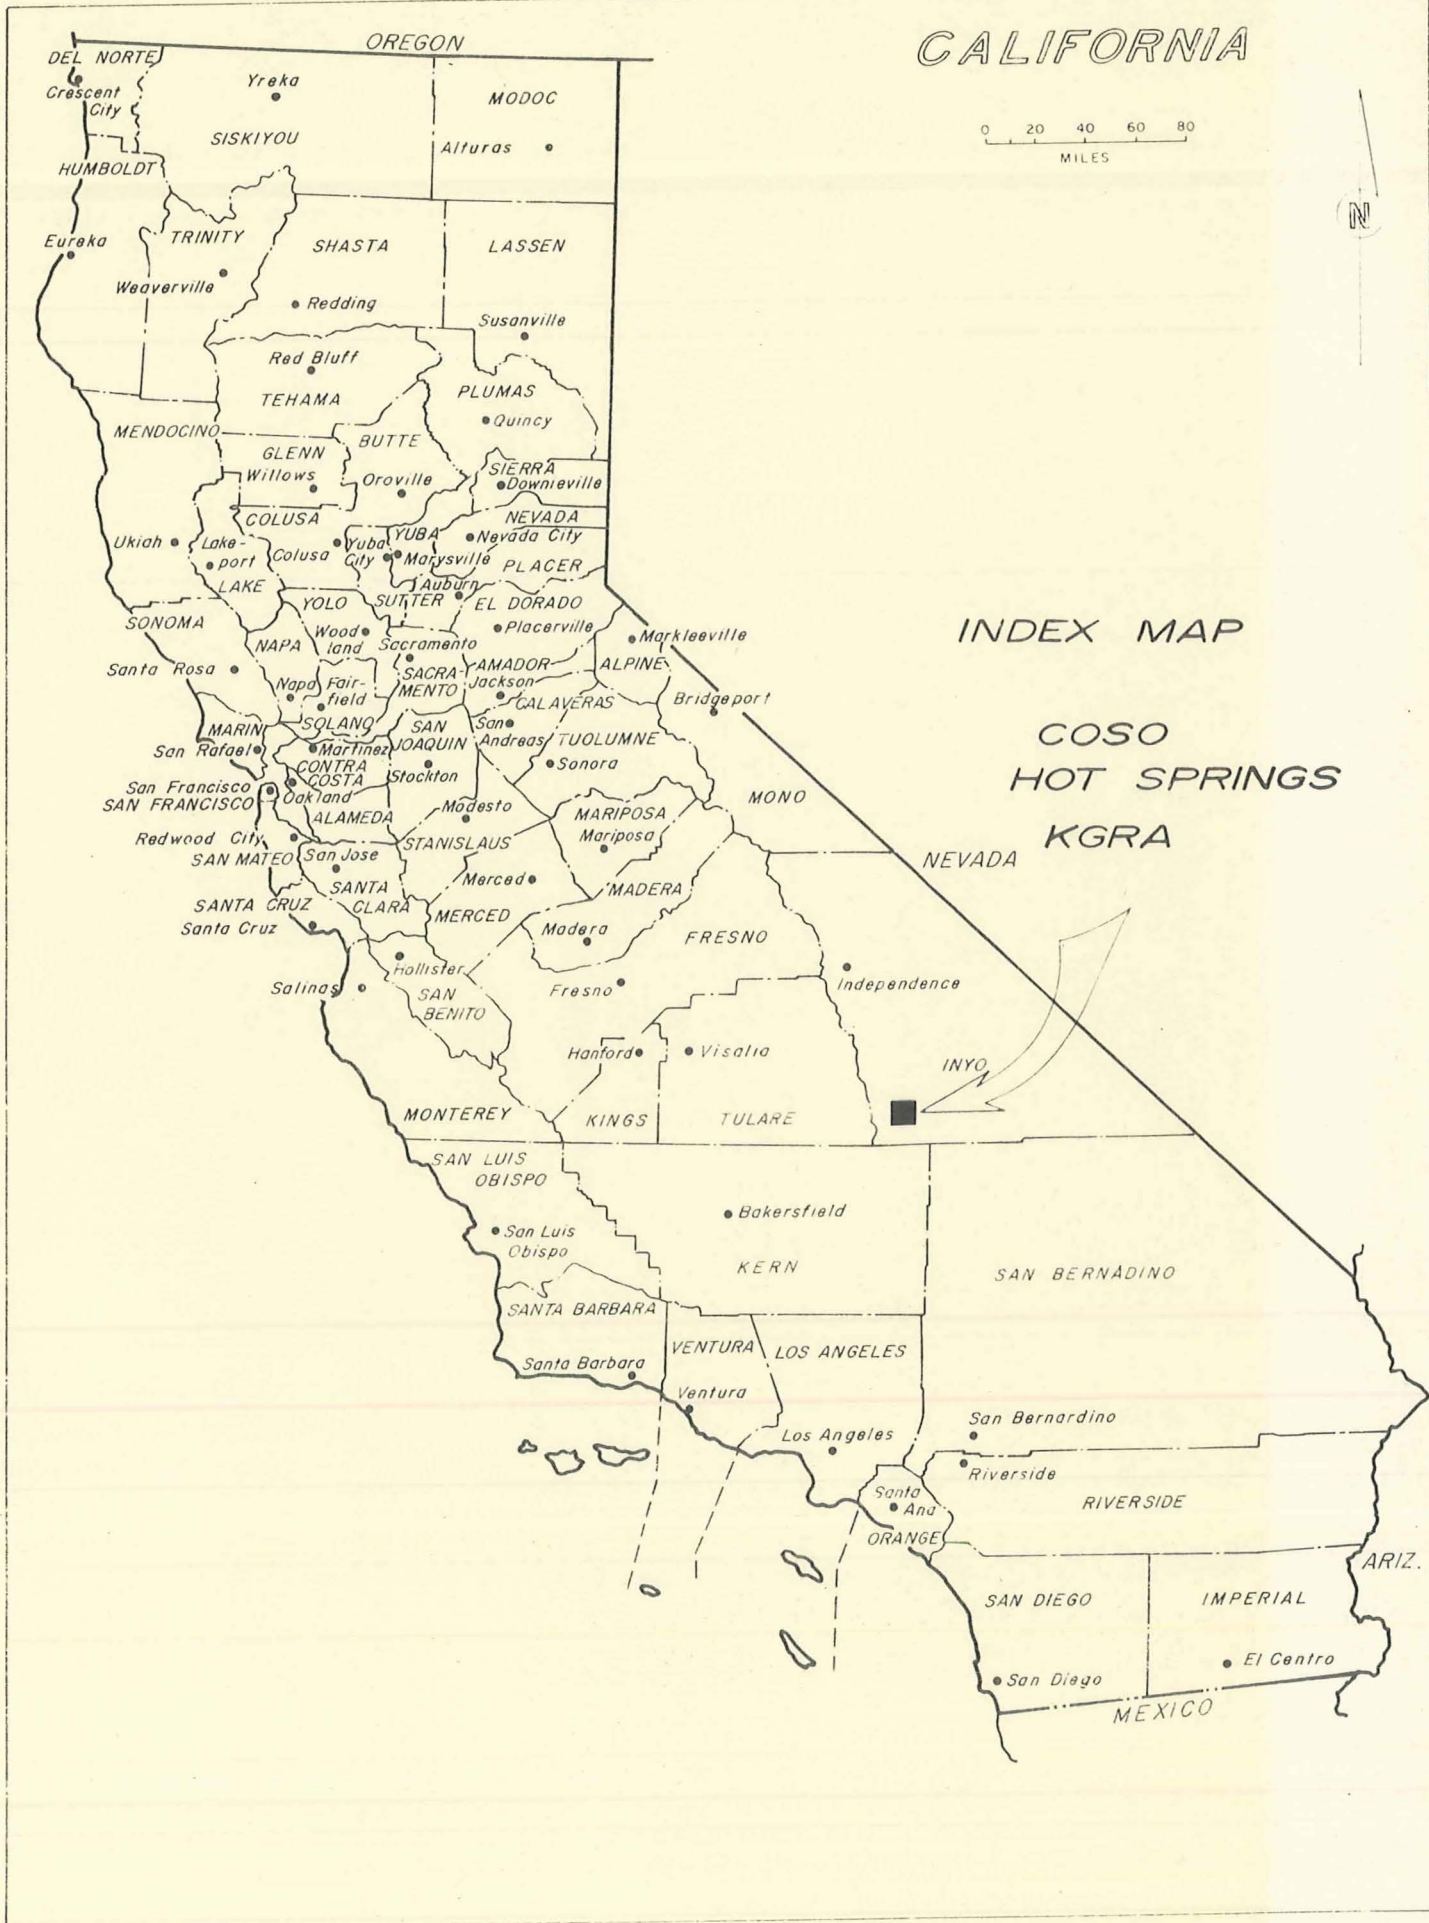 CALIFORNIA
0 20 40 60 80
MILES
N
OREGON
DEL NORTE
Crescent
City
Yreka
SISKIYOU
MODOC
Alturas
HUMBOLDT
Eureka
TRINITY
Weaverville
SHASTA
Redding
LASSEN
Susanville
Red Bluff
TEHAMA
PLUMAS
Quincy
MENDOCINO
GLENN
Willows
BUTTE
Oroville
SIERRA
Downieville
COLUSA
NEVADA
Ukiah
Lake-
port
Colusa
Yuba
City
YUBA
Marysville
Nevada City
PLACER
LAKE
Auburn
YOLO
SUTTER
EL DORADO
SONOMA
NAPA
Wood
land
Sacramento
Placerville
Markleeville
INDEX MAP
Santa Rosa
Napa
Fair-
field
SACRA-
MENTO
AMADOR
Jackson
ALPINE
SOLANO
CALAVERAS
Bridgeport
MARIN
San Rafael
Martinez
CONTRA
COSTA
SAN
JOAQUIN
Stockton
San
Andreas
TUOLUMNE
Sonora
COSO
HOT SPRINGS
KGRA
San Francisco
SAN FRANCISCO
Oakland
ALAMEDA
Modesto
MARIPOSA
Mariposa
MONO
Redwood City
SAN MATEO
San Jose
STANISLAUS
NEVADA
SANTA
CLARA
Merced
MADERA
SANTA CRUZ
Santa Cruz
MERCED
Madera
FRESNO
Hollister
Salinas
SAN
BENITO
Fresno
Independence
Hanford
Visalia
INYO
MONTEREY
KINGS
TULARE
SAN LUIS
OBISPO
San Luis
Obispo
Bakersfield
KERN
SAN BERNADINO
SANTA BARBARA
VENTURA
LOS ANGELES
Santa Barbara
Ventura
Los Angeles
San Bernardino
Riverside
Santa
Ana
RIVERSIDE
ORANGE
ARIZ.
SAN DIEGO
IMPERIAL
San Diego
El Centro
MEXICO